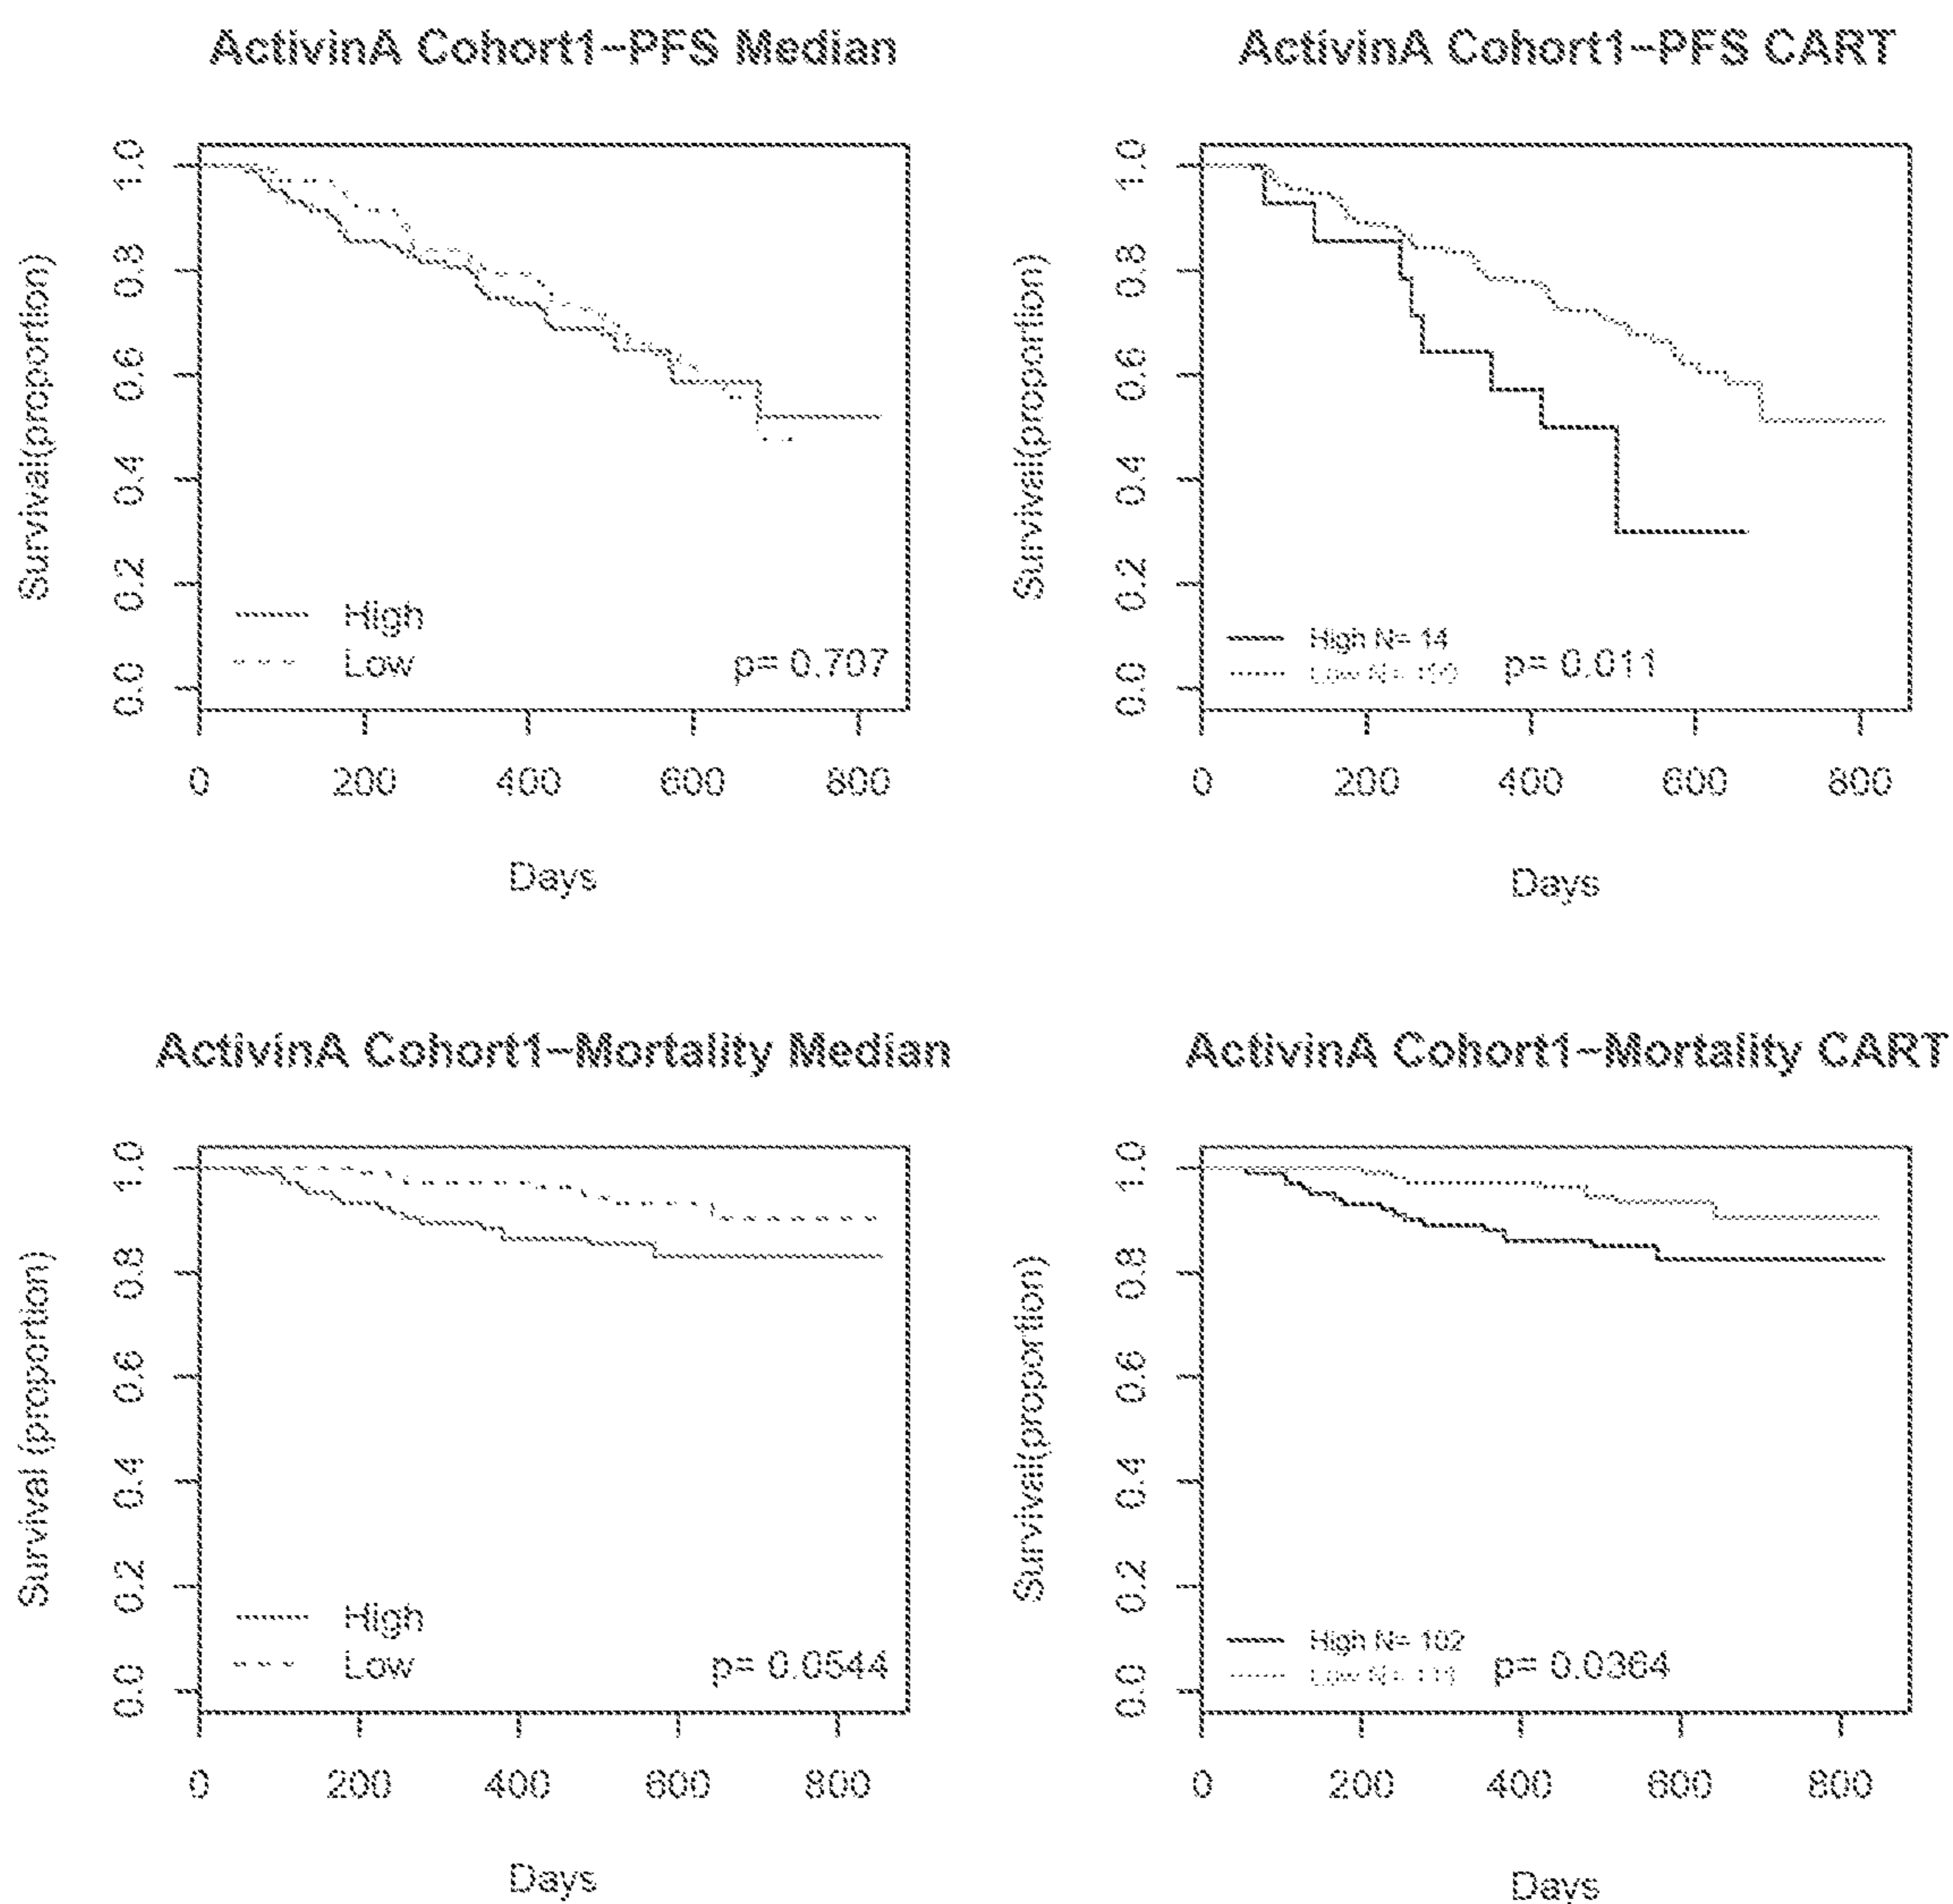 ActivinA Cohort1-PFS Median
Survival(proportion)
1.0
0.8
0.6
0.4
0.2
0.0
High
Low
p= 0.707
0 200 400 600 800
Days
ActivinA Cohort1-PFS CART
Survival(proportion)
1.0
0.8
0.6
0.4
0.2
0.0
High N= 14
Low N= 199
p= 0.011
0 200 400 600 800
Days
ActivinA Cohort1-Mortality Median
Survival (proportion)
1.0
0.8
0.6
0.4
0.2
0.0
High
Low
p= 0.0544
0 200 400 600 800
Days
ActivinA Cohort1-Mortality CART
Survival(proportion)
1.0
0.8
0.6
0.4
0.2
0.0
High N= 102
Low N= 111
p= 0.0364
0 200 400 600 800
Days